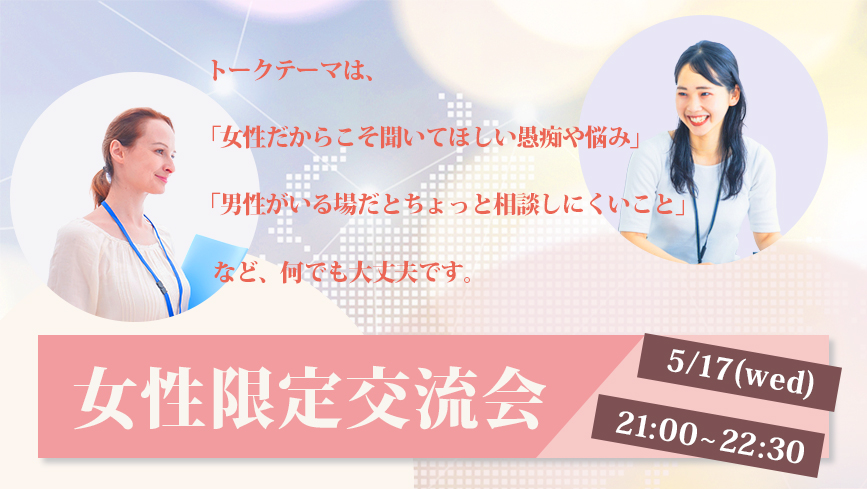 トークテーマは、
「女性だからこそ聞いてほしい愚痴や悩み」
「男性がいる場だとちょっと相談しにくいこと」
など、何でも大丈夫です。
女性限定交流会
5/17(wed)
21:00~22:30